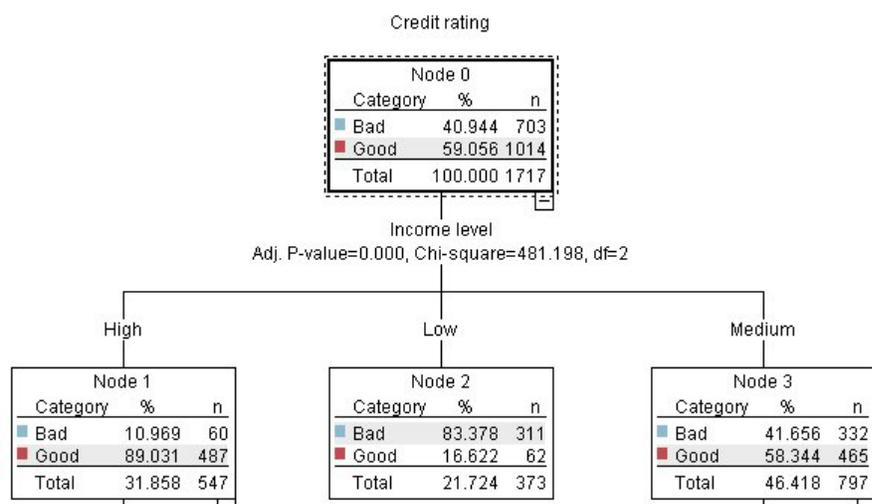 Credit rating
Node 0
Category % n
Bad 40.944 703
Good 59.056 1014
Total 100.000 1717
Income level
Adj. P-value=0.000, Chi-square=481.198, df=2
High
Low
Medium
Node 1
Category % n
Bad 10.969 60
Good 89.031 487
Total 31.858 547
Node 2
Category % n
Bad 83.378 311
Good 16.622 62
Total 21.724 373
Node 3
Category % n
Bad 41.656 332
Good 58.344 465
Total 46.418 797